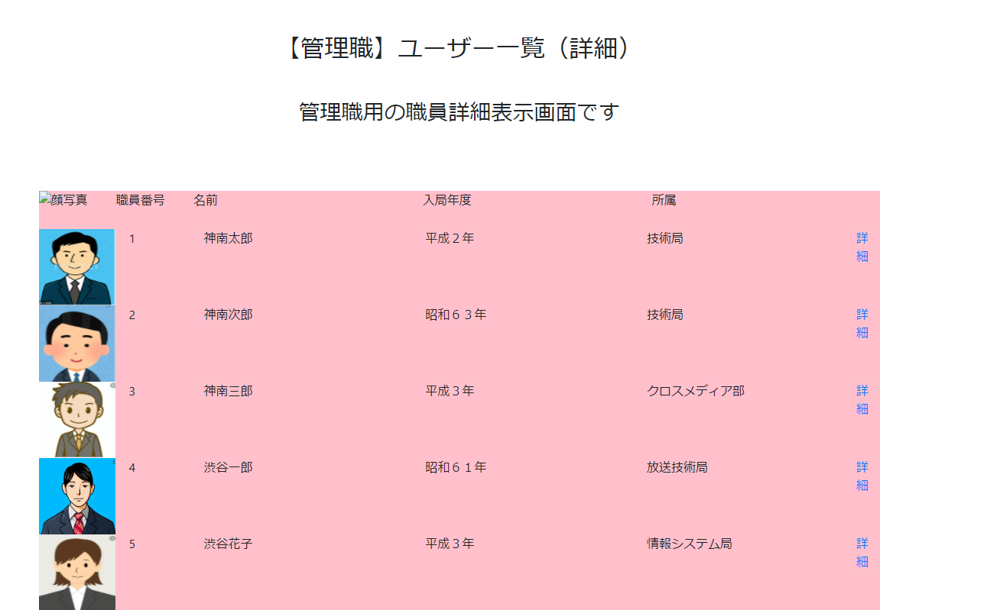 【管理職】ユーザー一覧（詳細）
管理職用の職員詳細表示画面です
顔写真 職員番号 名前 入局年度 所属
1 神南太郎 平成２年 技術局 詳
細
2 神南次郎 昭和６３年 技術局 詳
細
3 神南三郎 平成３年 クロスメディア部 詳
細
4 渋谷一郎 昭和６１年 放送技術局 詳
細
5 渋谷花子 平成３年 情報システム局 詳
細